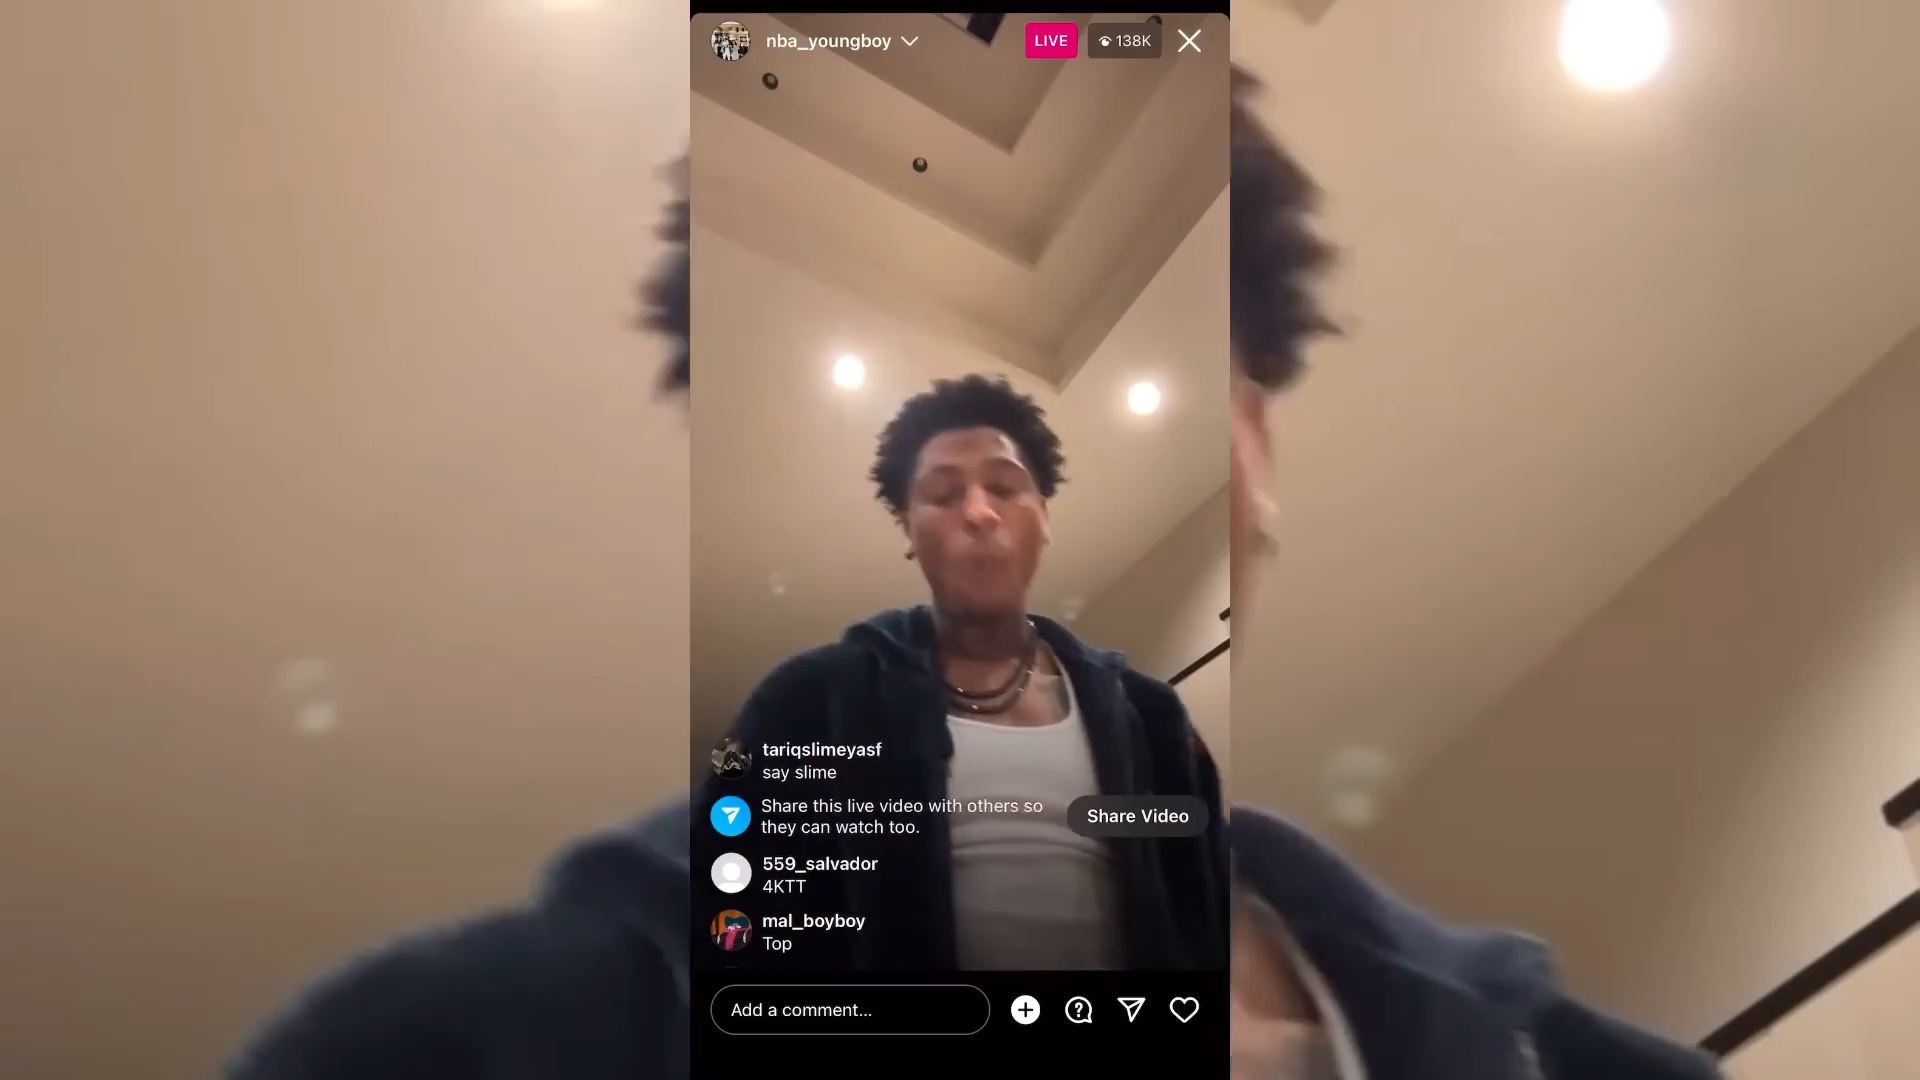 nba_youngboy
LIVE
138K
tariqslimeyasf
say slime
Share this live video with others so
they can watch too.
Share Video
559_salvador
4KTT
mal_boyboy
Top
Add a comment...